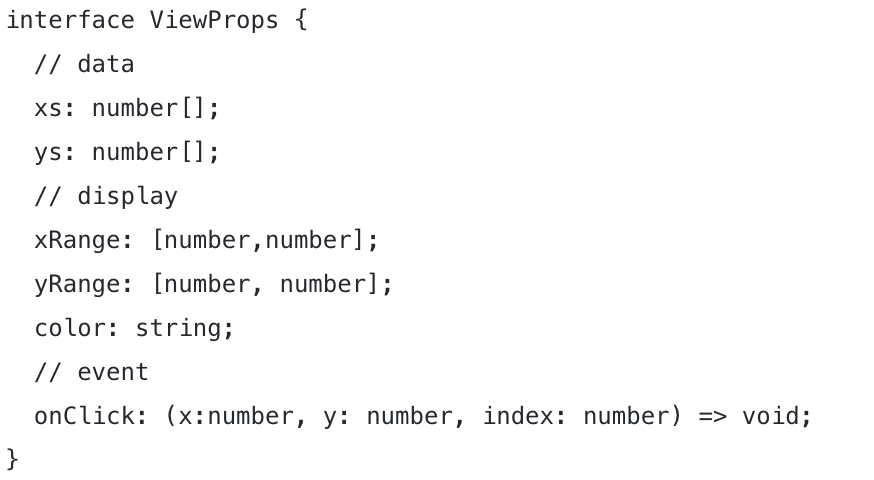 interface ViewProps {
  // data
  xs: number[];
  ys: number[];
  // display
  xRange: [number,number];
  yRange: [number, number];
  color: string;
  // event
  onClick: (x:number, y: number, index: number) => void;
}